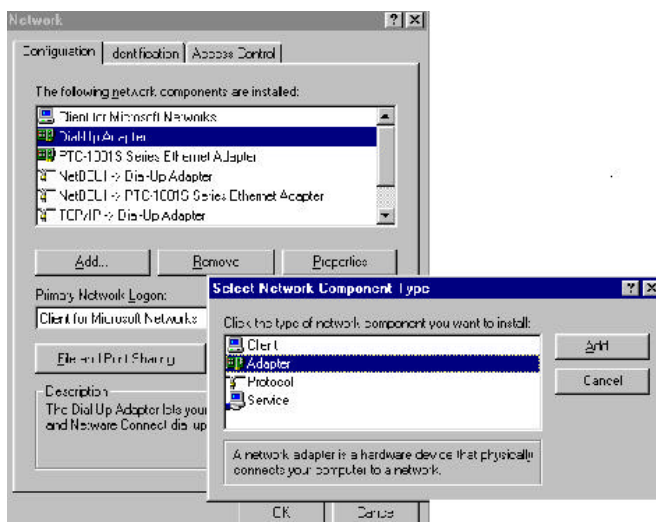 Network
Configuration Identification Access Control
The following network components are installed:
Client for Microsoft Networks
Dial-Up Adapter
PTC-1001S Series Ethernet Adapter
NetBEUI -> Dial-Up Adapter
NetBEUI -> PTC-1001S Series Ethernet Adapter
TCP/IP -> Dial-Up Adapter
Add... Remove Properties
Primary Network Logon:
Client for Microsoft Networks
File and Print Sharing
Description
The Dial-Up Adapter lets your
and Netware Connect dial up
OK Cancel
Select Network Component Type
Click the type of network component you want to install:
Client
Adapter
Protocol
Service
Add
Cancel
A network adapter is a hardware device that physically
connects your computer to a network.